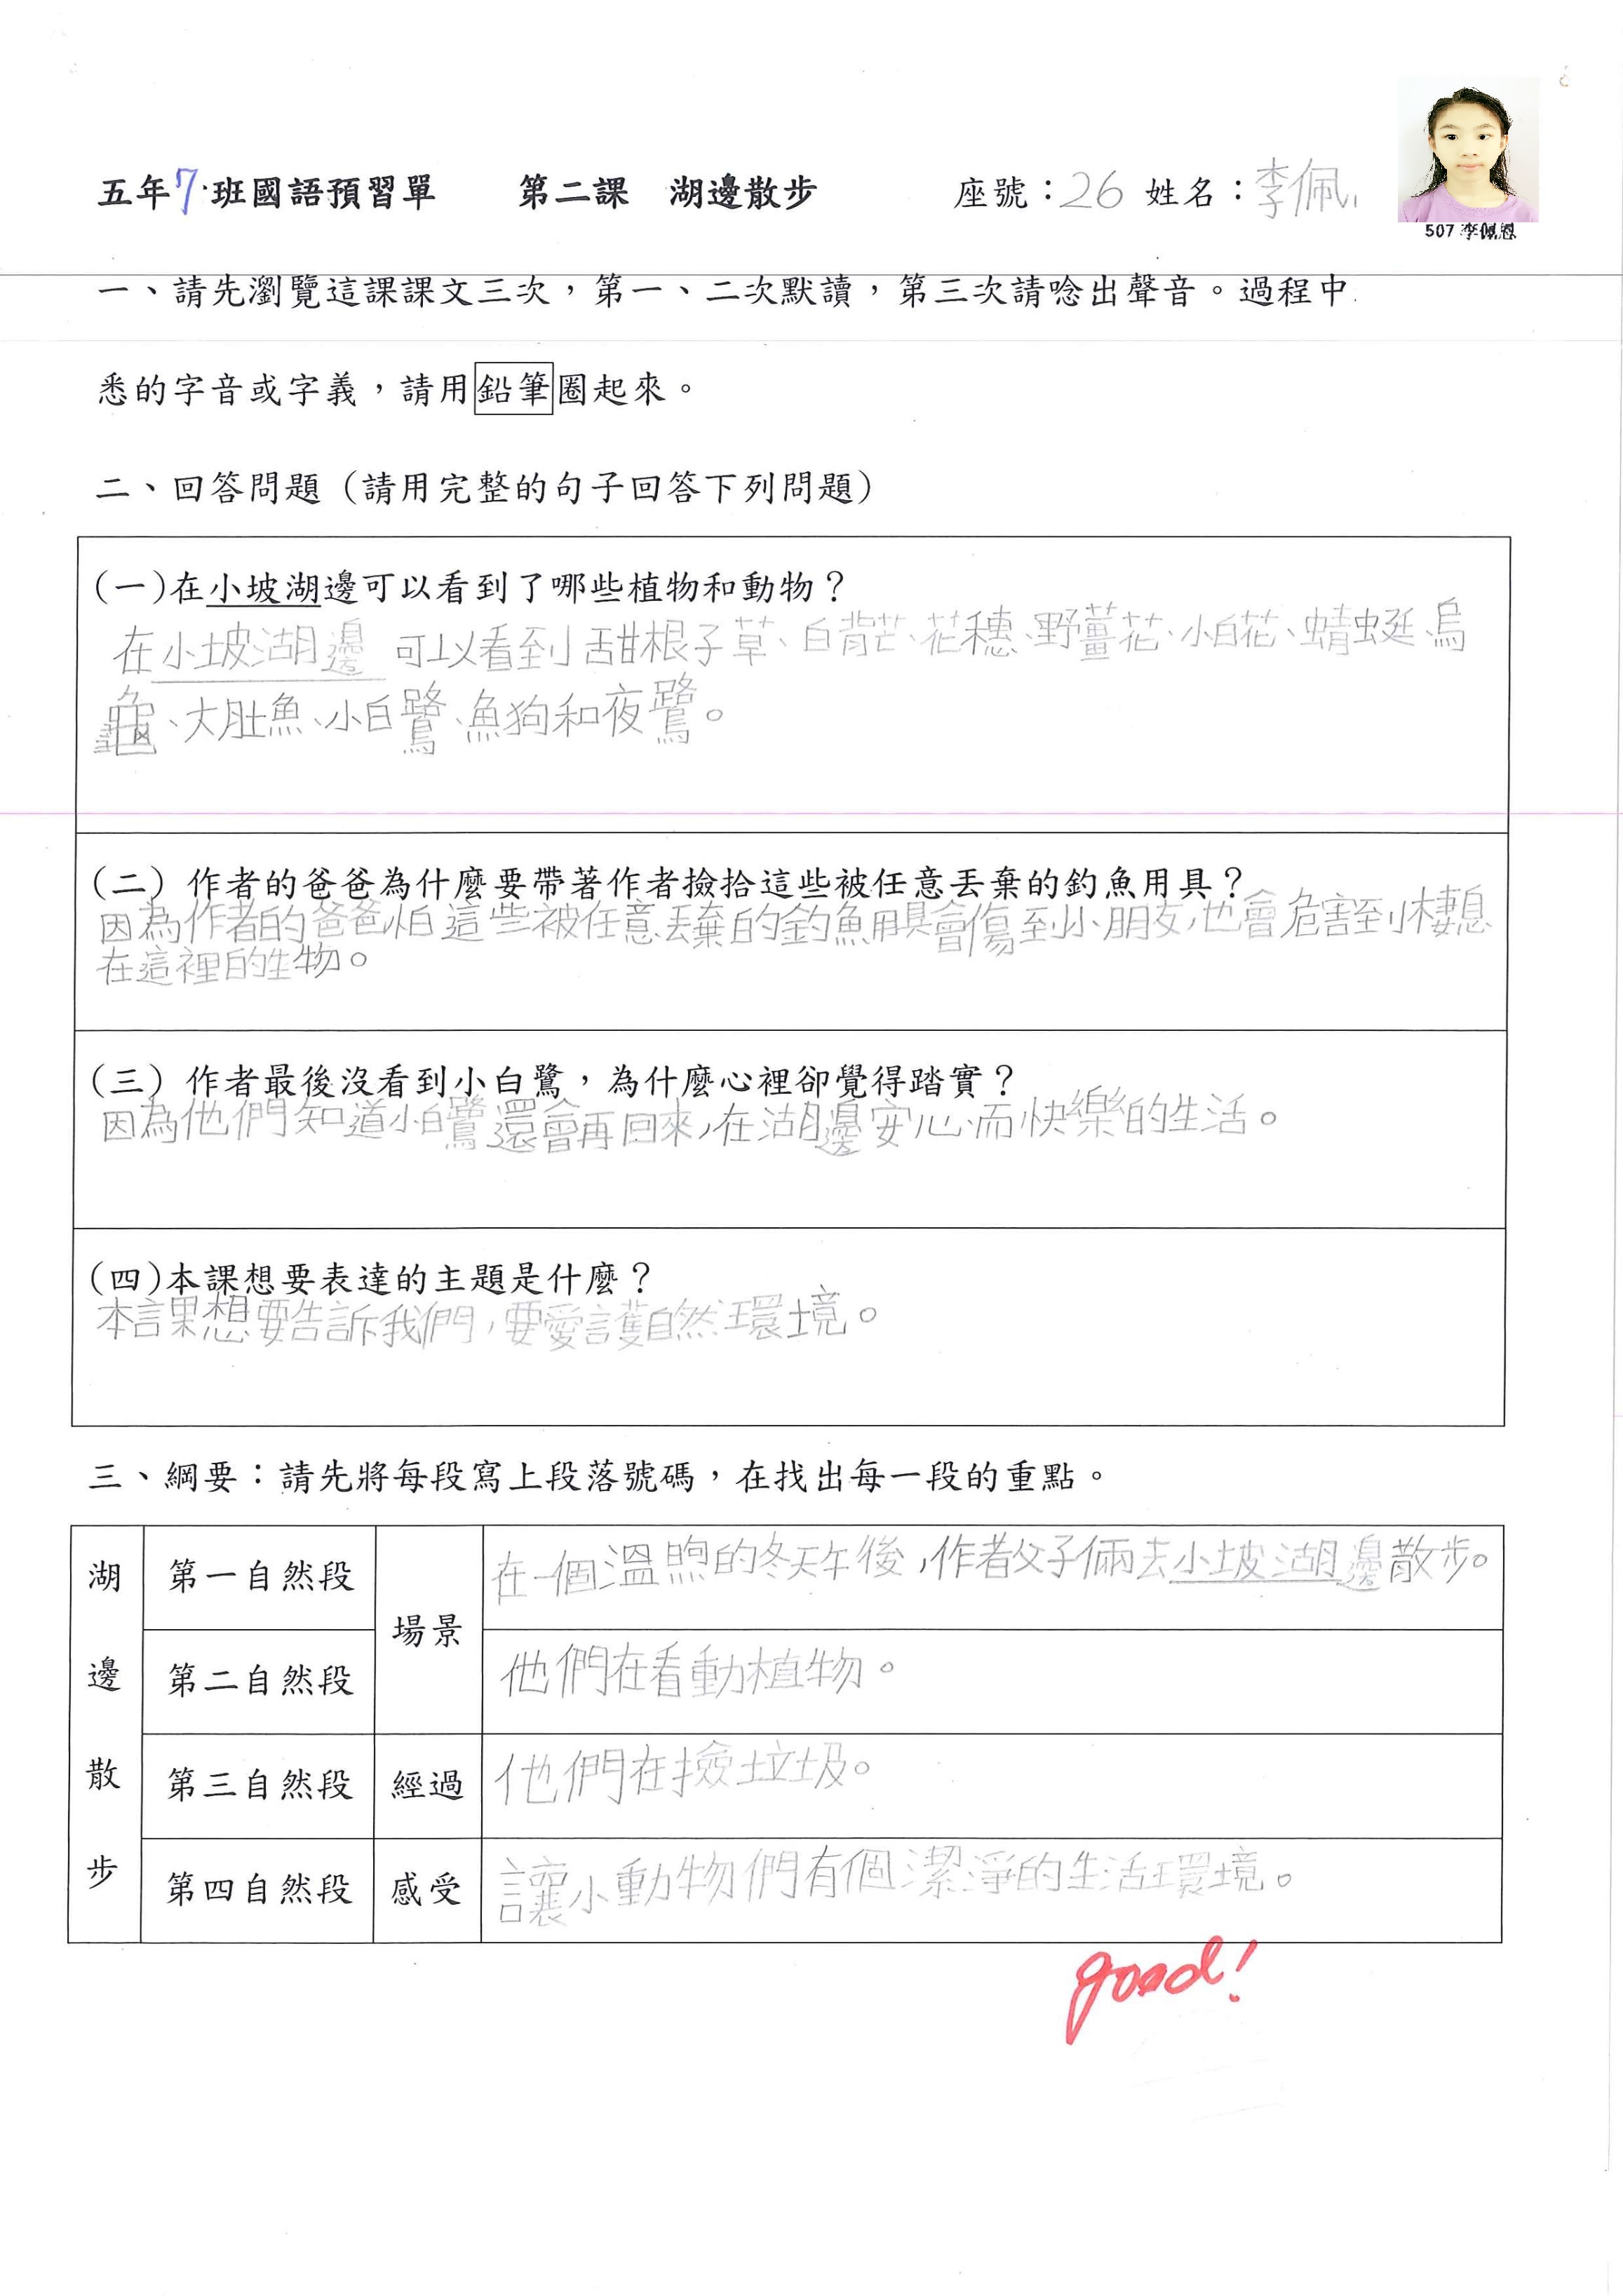 五年7班國語預習單 第二課 湖邊散步 座號：26 姓名：李佩
507 李佩恩
一、請先瀏覽這課課文三次，第一、二次默讀，第三次請唸出聲音。過程中
悉的字音或字義，請用鉛筆圈起來。
二、回答問題（請用完整的句子回答下列問題）
(一)在小坡湖邊可以看到了哪些植物和動物？
在小坡湖邊可以看到甜根子草、白背芒、花穗、野薑花、小白花、蜻蜓、烏
龜、大肚魚、小白鷺、魚狗和夜鷺。
(二) 作者的爸爸為什麼要帶著作者撿拾這些被任意丟棄的釣魚用具？
因為作者的爸爸怕這些被任意丟棄的釣魚用具會傷到小朋友，也會危害到棲息
在這裡的生物。
(三) 作者最後沒看到小白鷺，為什麼心裡卻覺得踏實？
因為他們知道小白鷺還會再回來，在湖邊安心而快樂的生活。
(四)本課想要表達的主題是什麼？
本課想要告訴我們，要愛護自然環境。
三、綱要：請先將每段寫上段落號碼，在找出每一段的重點。
湖邊散步
第一自然段 場景 在一個溫煦的冬天午後，作者父子倆去小坡湖邊散步。
第二自然段 他們在看動植物。
第三自然段 經過 他們在撿垃圾。
第四自然段 感受 讓小動物們有個潔淨的生活環境。
good!